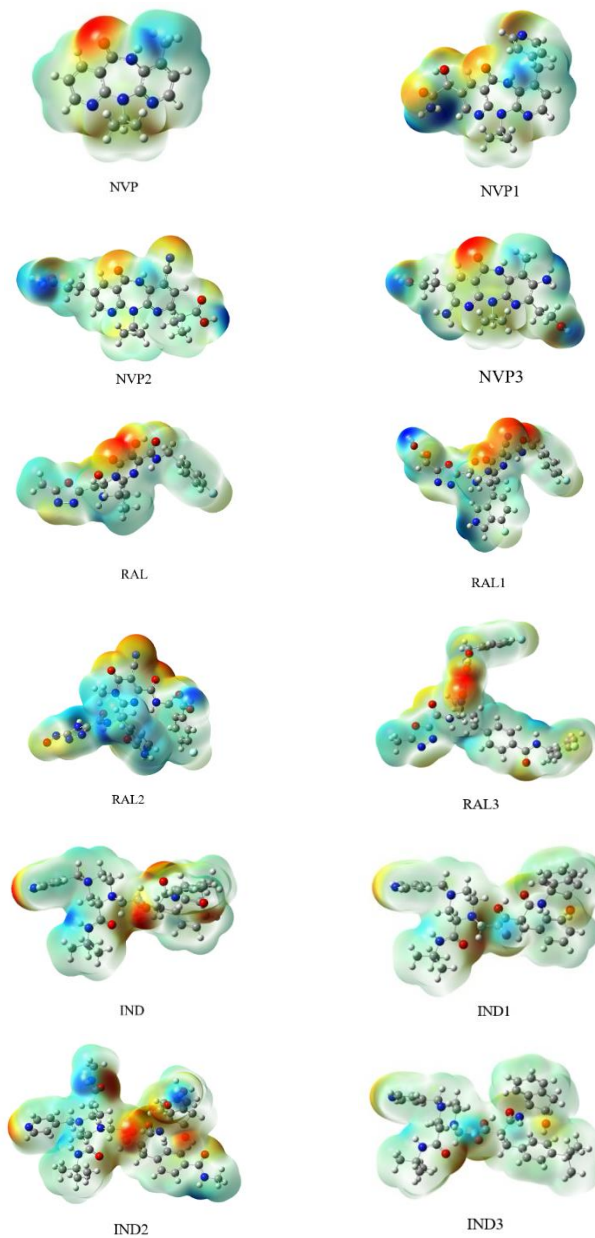 NVP
NVP1
NVP2
NVP3
RAL
RAL1
RAL2
RAL3
IND
IND1
IND2
IND3